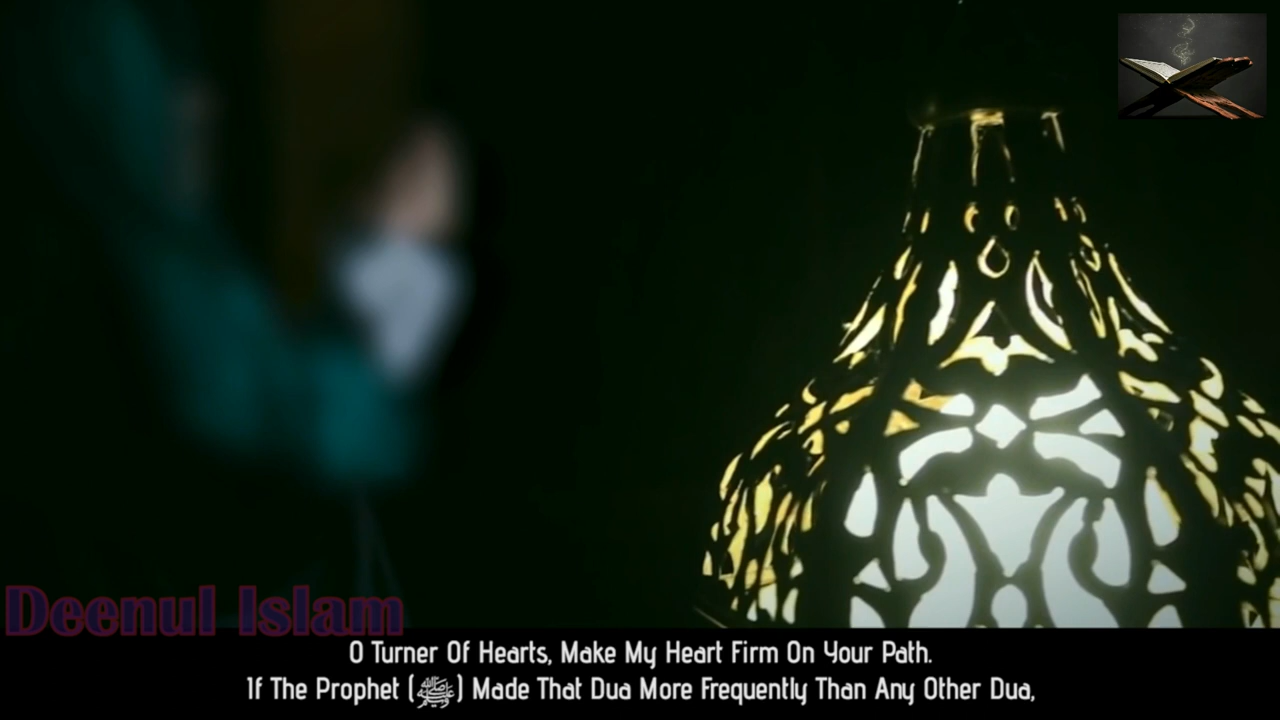 Deenul Islam
O Turner Of Hearts, Make My Heart Firm On Your Path.
If The Prophet (ﷺ) Made That Dua More Frequently Than Any Other Dua,